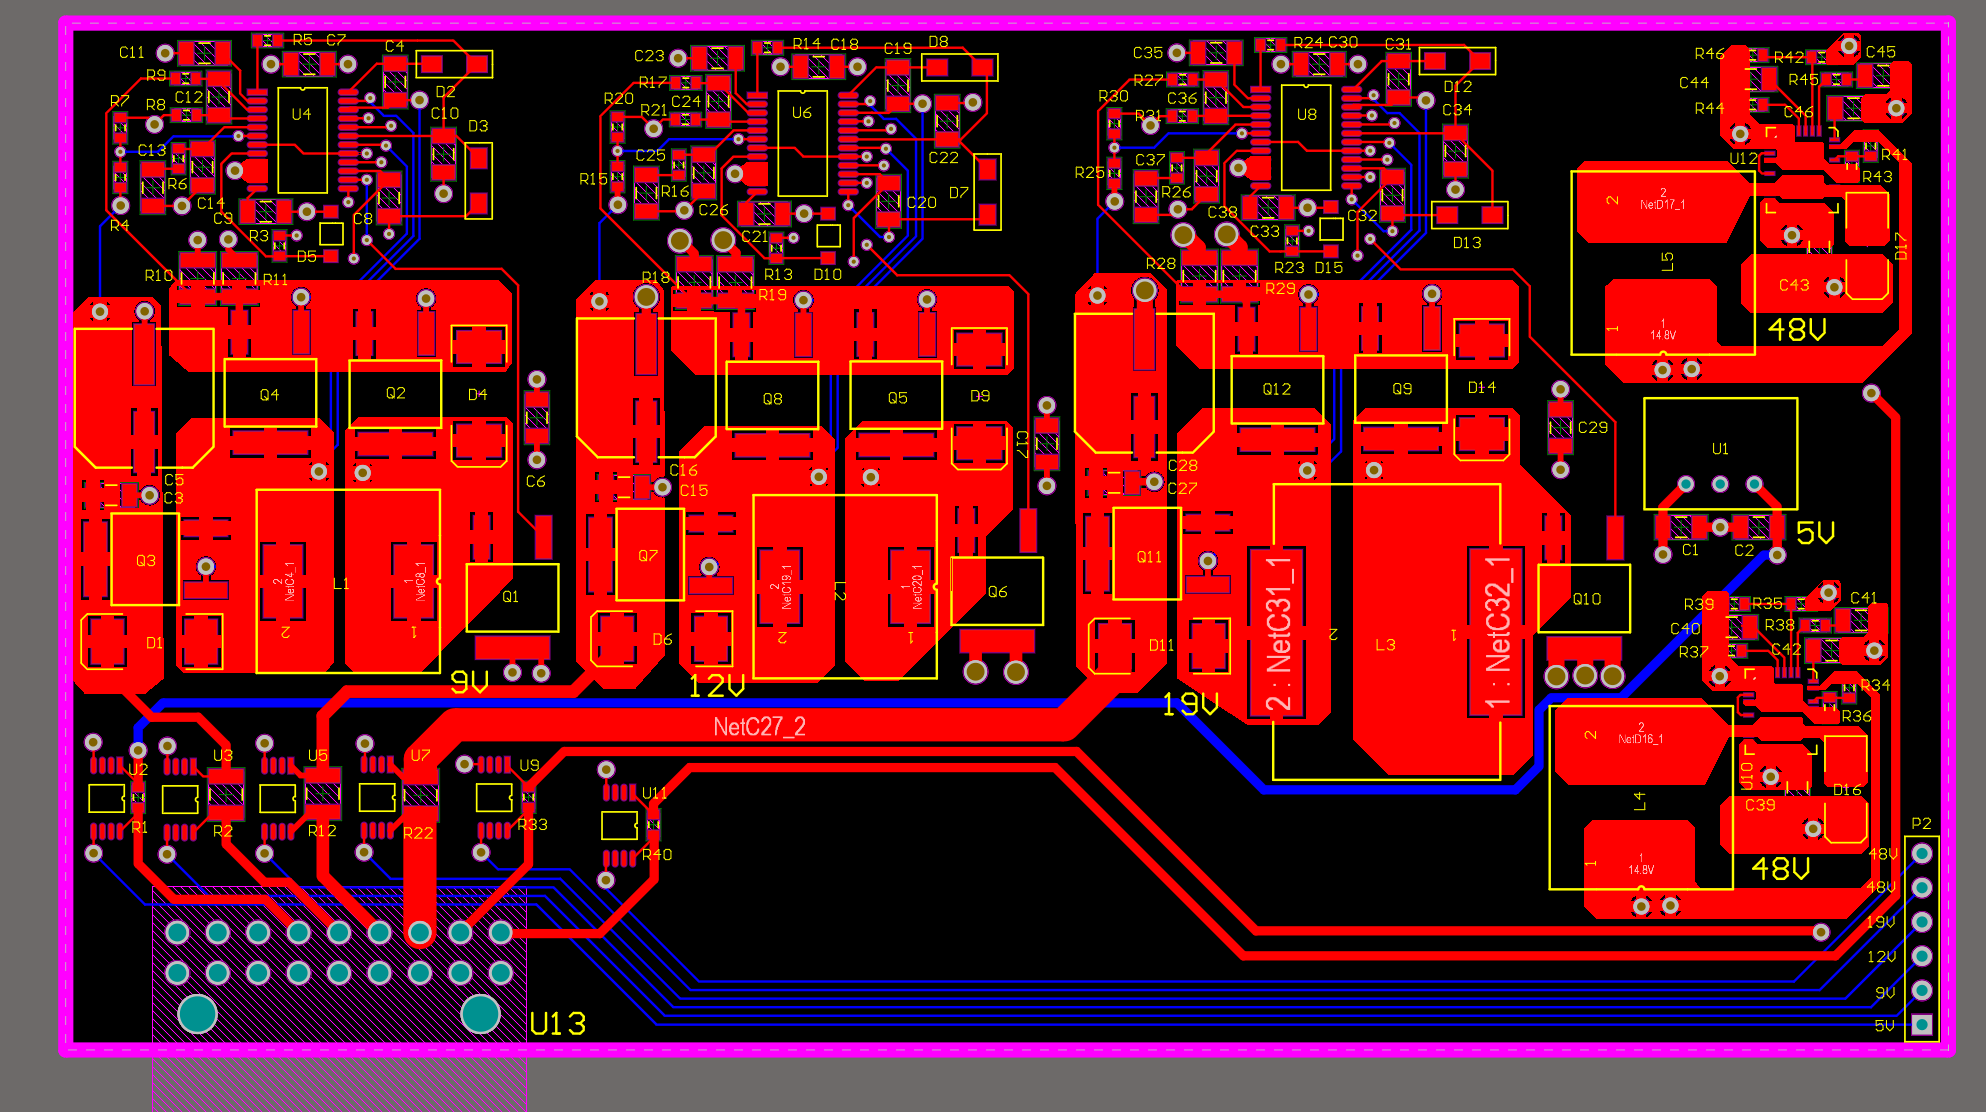 C11
R5
C7
C4
D2
R9
C12
R8
R7
U4
C10
D3
C13
R6
C14
C9
C8
R4
R3
D5
R10
R11
C23
R14
C18
C19
D8
R17
C24
R20
R21
U6
C22
C25
R15
R16
C26
C20
D7
C21
R13
D10
R18
R19
C35
R24
C30
C31
D12
R27
C36
R30
R31
U8
C34
C37
R25
R26
C38
C32
C33
R23
D15
D13
R28
R29
R46
R42
C45
C44
R45
R44
C46
U12
R41
R43
2
NetD17_1
2
L5
D17
C43
1
1
14.8V
48V
Q4
Q2
D4
Q8
Q5
D9
Q12
Q9
D14
C17
C29
U1
C5
C3
C6
C16
C15
C28
C27
5V
C1
C2
Q3
2
NetC4_1
L1
1
NetC8_1
Q1
Q7
2
NetC19_1
L2
1
NetC20_1
Q6
Q11
2 : NetC31_1
1 : NetC32_1
Q10
2
1
2
1
2
1
L3
D1
D6
D11
R39
R35
C41
C40
R38
R37
C42
R34
R36
9V
12V
19V
NetC27_2
2
NetD16_1
2
L4
U10
D16
C39
1
1
14.8V
48V
U2
U3
U5
U7
U9
U11
R1
R2
R12
R22
R33
R40
P2
48V
48V
19V
12V
9V
5V
U13